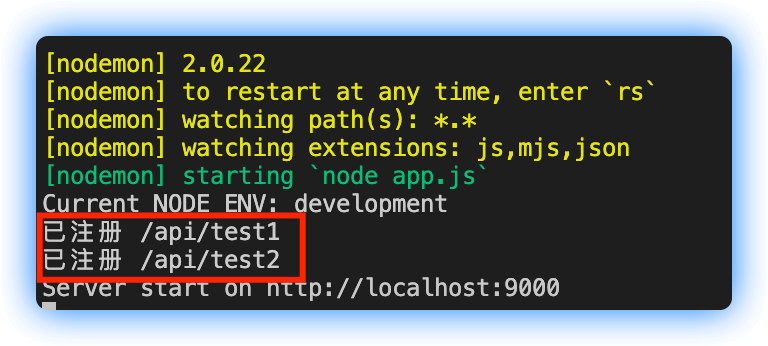 [nodemon] 2.0.22
[nodemon] to restart at any time, enter `rs`
[nodemon] watching path(s): *.*
[nodemon] watching extensions: js,mjs,json
[nodemon] starting `node app.js`
Current NODE ENV: development
已注册 /api/test1
已注册 /api/test2
Server start on http://localhost:9000